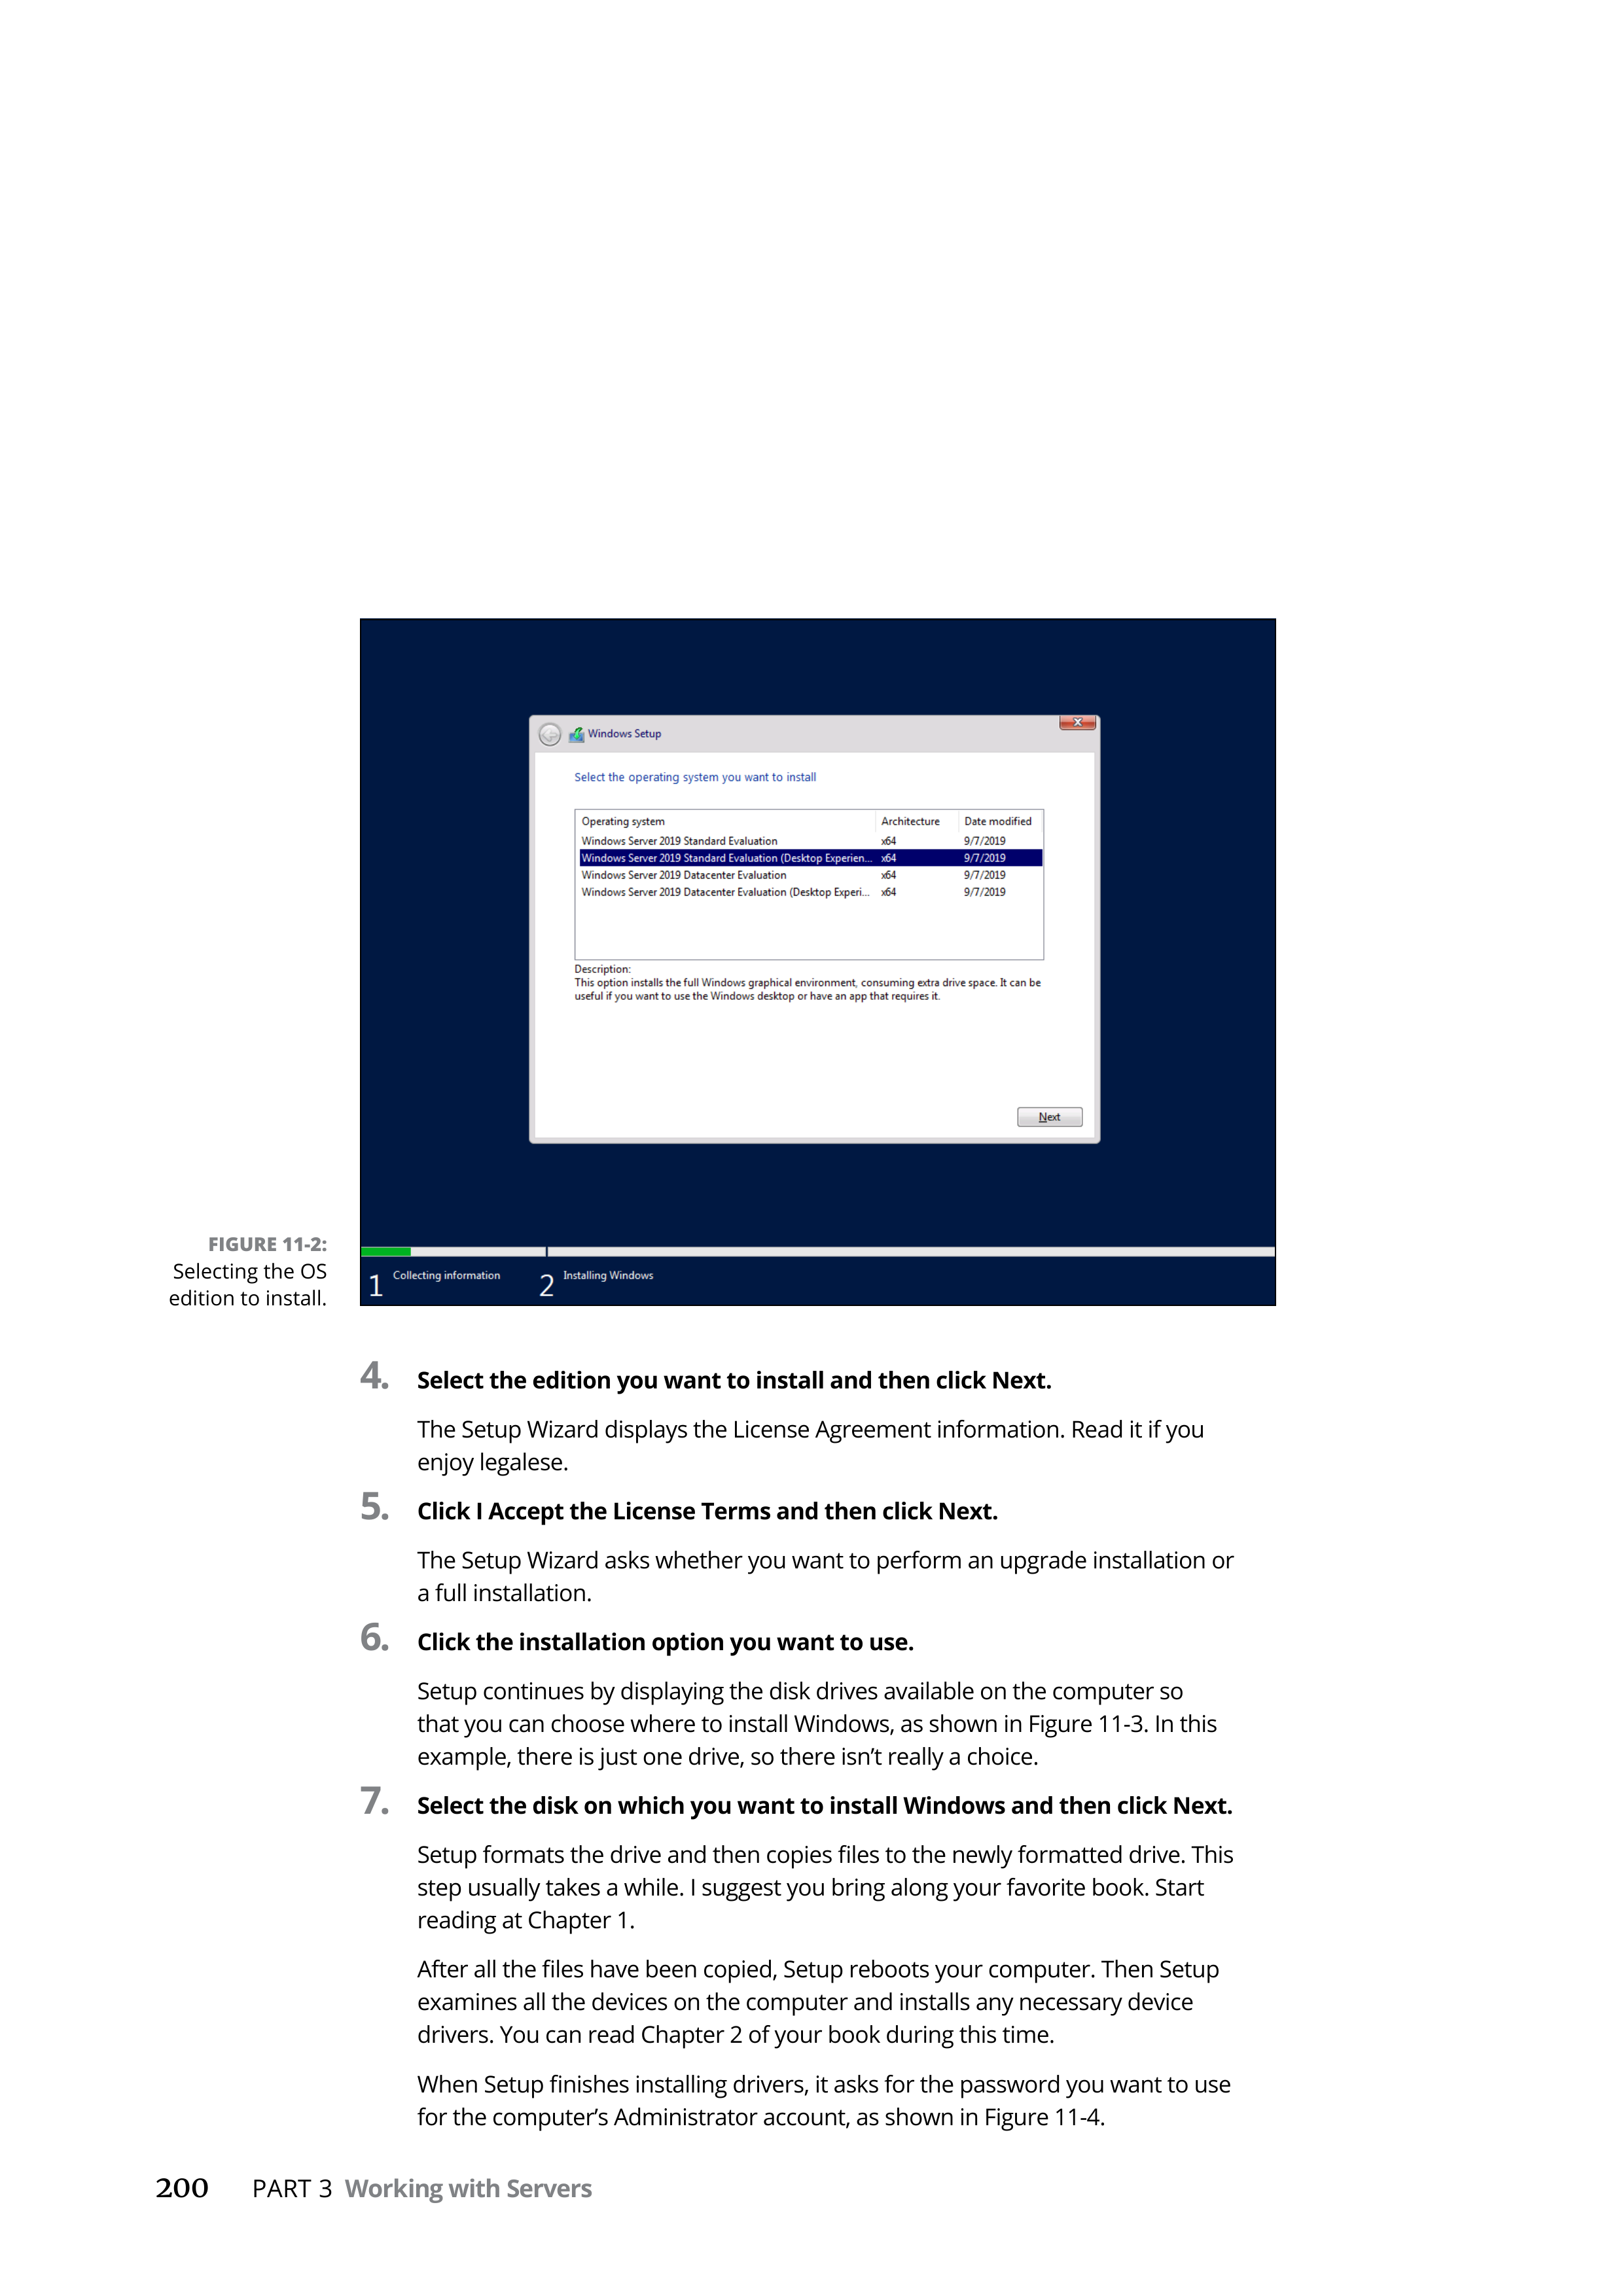 Windows Setup
Select the operating system you want to install
Operating system Architecture Date modified
Windows Server 2019 Standard Evaluation x64 9/7/2019
Windows Server 2019 Standard Evaluation (Desktop Experien... x64 9/7/2019
Windows Server 2019 Datacenter Evaluation x64 9/7/2019
Windows Server 2019 Datacenter Evaluation (Desktop Experi... x64 9/7/2019
Description:
This option installs the full Windows graphical environment, consuming extra drive space. It can be
useful if you want to use the Windows desktop or have an app that requires it.
Next
1 Collecting information 2 Installing Windows
FIGURE 11-2:
Selecting the OS
edition to install.
4. Select the edition you want to install and then click Next.
The Setup Wizard displays the License Agreement information. Read it if you
enjoy legalese.
5. Click I Accept the License Terms and then click Next.
The Setup Wizard asks whether you want to perform an upgrade installation or
a full installation.
6. Click the installation option you want to use.
Setup continues by displaying the disk drives available on the computer so
that you can choose where to install Windows, as shown in Figure 11-3. In this
example, there is just one drive, so there isn’t really a choice.
7. Select the disk on which you want to install Windows and then click Next.
Setup formats the drive and then copies files to the newly formatted drive. This
step usually takes a while. I suggest you bring along your favorite book. Start
reading at Chapter 1.
After all the files have been copied, Setup reboots your computer. Then Setup
examines all the devices on the computer and installs any necessary device
drivers. You can read Chapter 2 of your book during this time.
When Setup finishes installing drivers, it asks for the password you want to use
for the computer’s Administrator account, as shown in Figure 11-4.
200 PART 3 Working with Servers